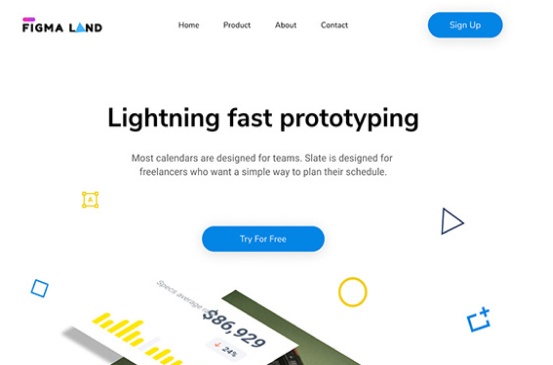 FIGMA LAND
Home Product About Contact
Sign Up
Lightning fast prototyping
Most calendars are designed for teams. Slate is designed for
freelancers who want a simple way to plan their schedule.
A
Try For Free
Specs average
$86,929
24%